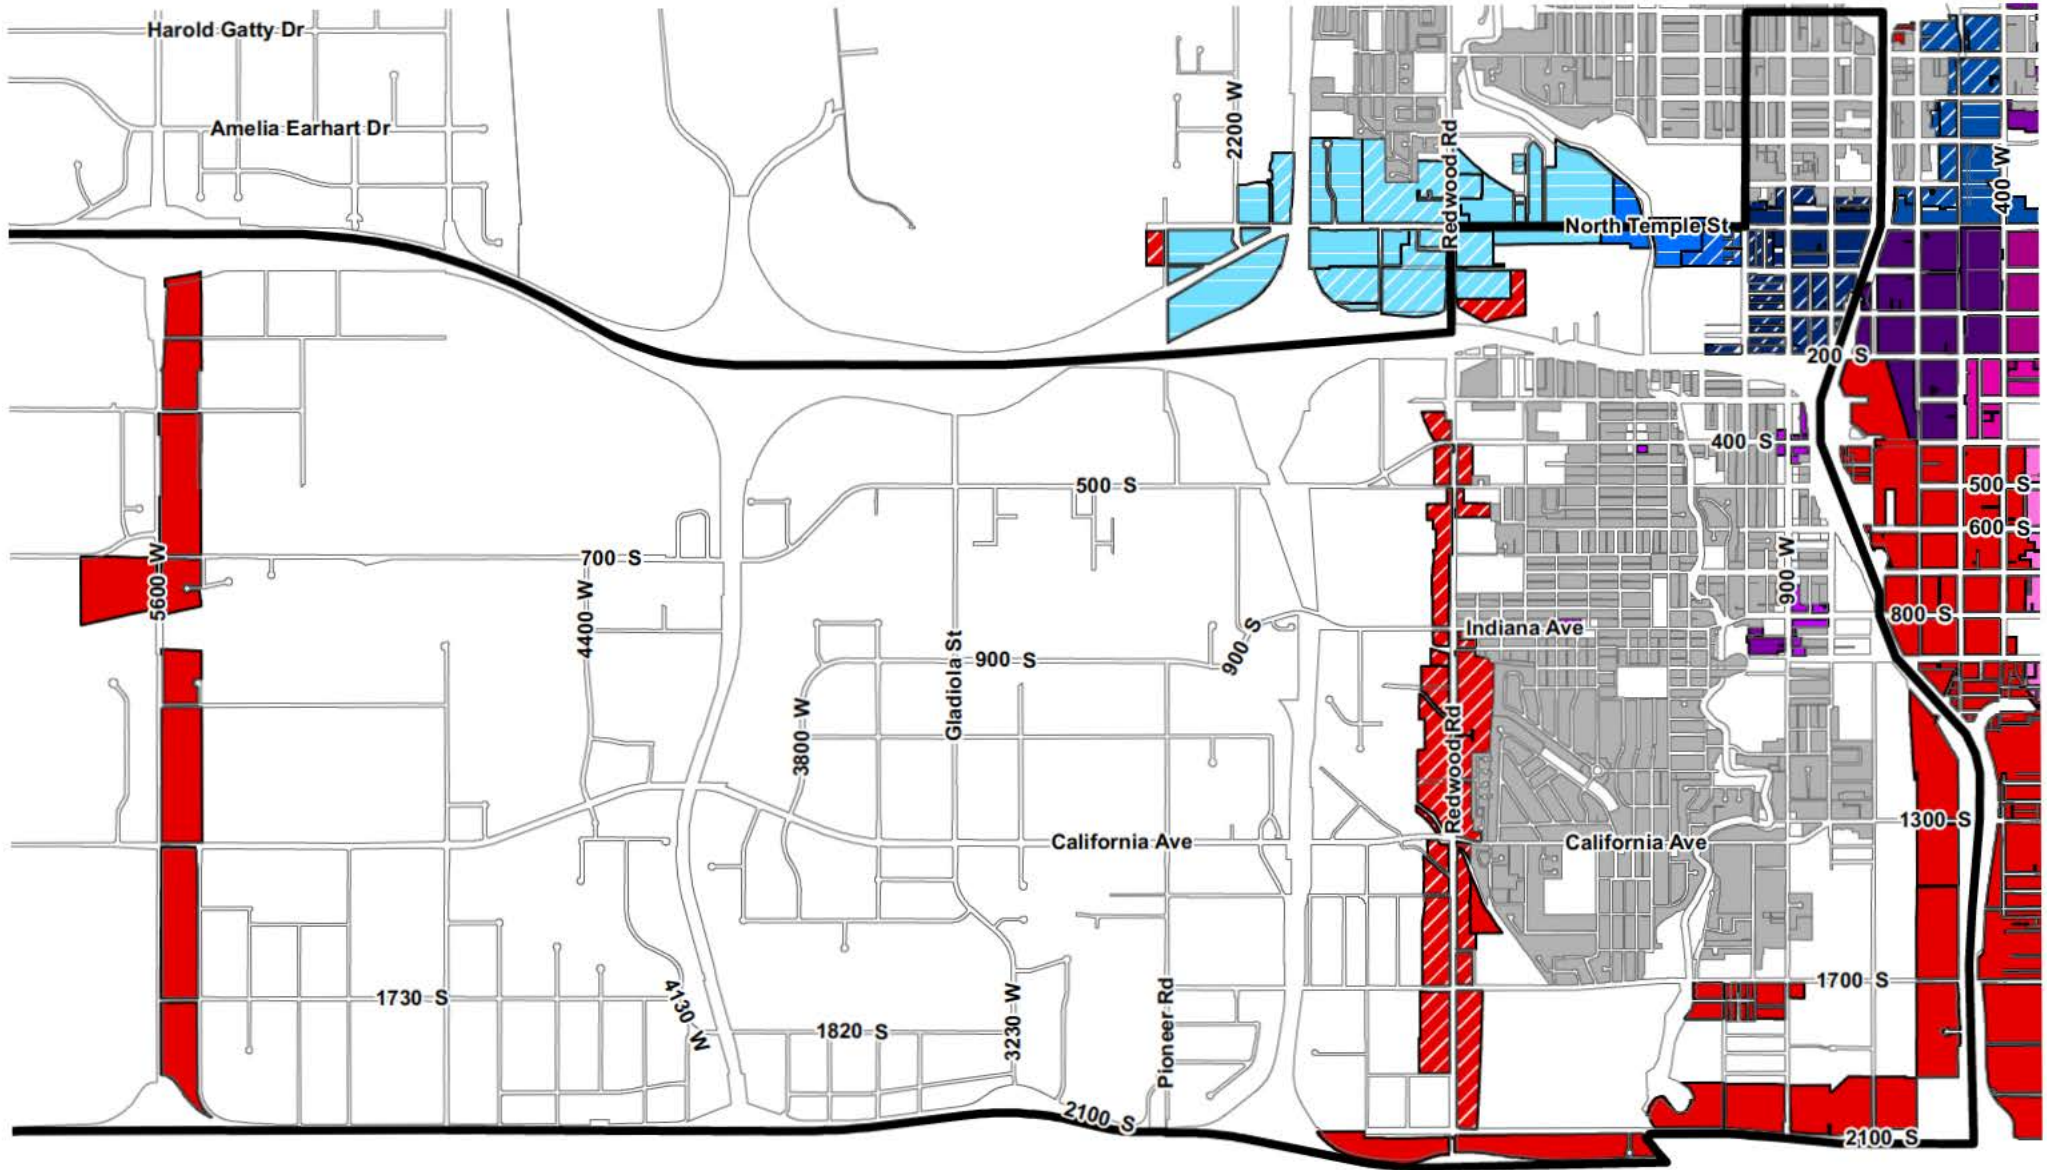 Harold Gatty Dr
Amelia Earhart Dr
2200 W
Redwood Rd
400 W
North Temple St
200 S
400 S
500 S
500 S
600 S
700 S
5600 W
4400 W
900 W
800 S
Indiana Ave
900 S
900 S
Gladiola St
3800 W
Redwood Rd
1300 S
California Ave
California Ave
1700 S
1730 S
4130 W
1820 S
3230 W
Pioneer Rd
2100 S
2100 S